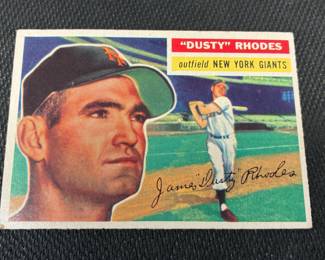 "DUSTY" RHODES
outfield NEW YORK GIANTS
James "Dusty" Rhodes